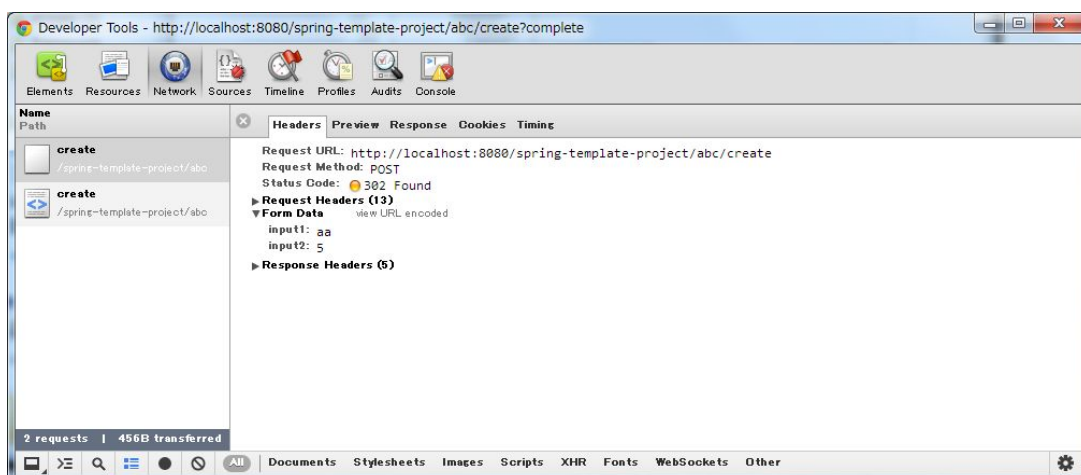 Developer Tools - http://localhost:8080/spring-template-project/abc/create?complete
Elements Resources Network Sources Timeline Profiles Audits Console
Name
Path
create
/spring-template-project/abc
create
/spring-template-project/abc
2 requests | 456B transferred
Headers Preview Response Cookies Timing
Request URL: http://localhost:8080/spring-template-project/abc/create
Request Method: POST
Status Code: 302 Found
Request Headers (13)
Form Data view URL encoded
input1: aa
input2: 5
Response Headers (5)
All Documents Stylesheets Images Scripts XHR Fonts WebSockets Other